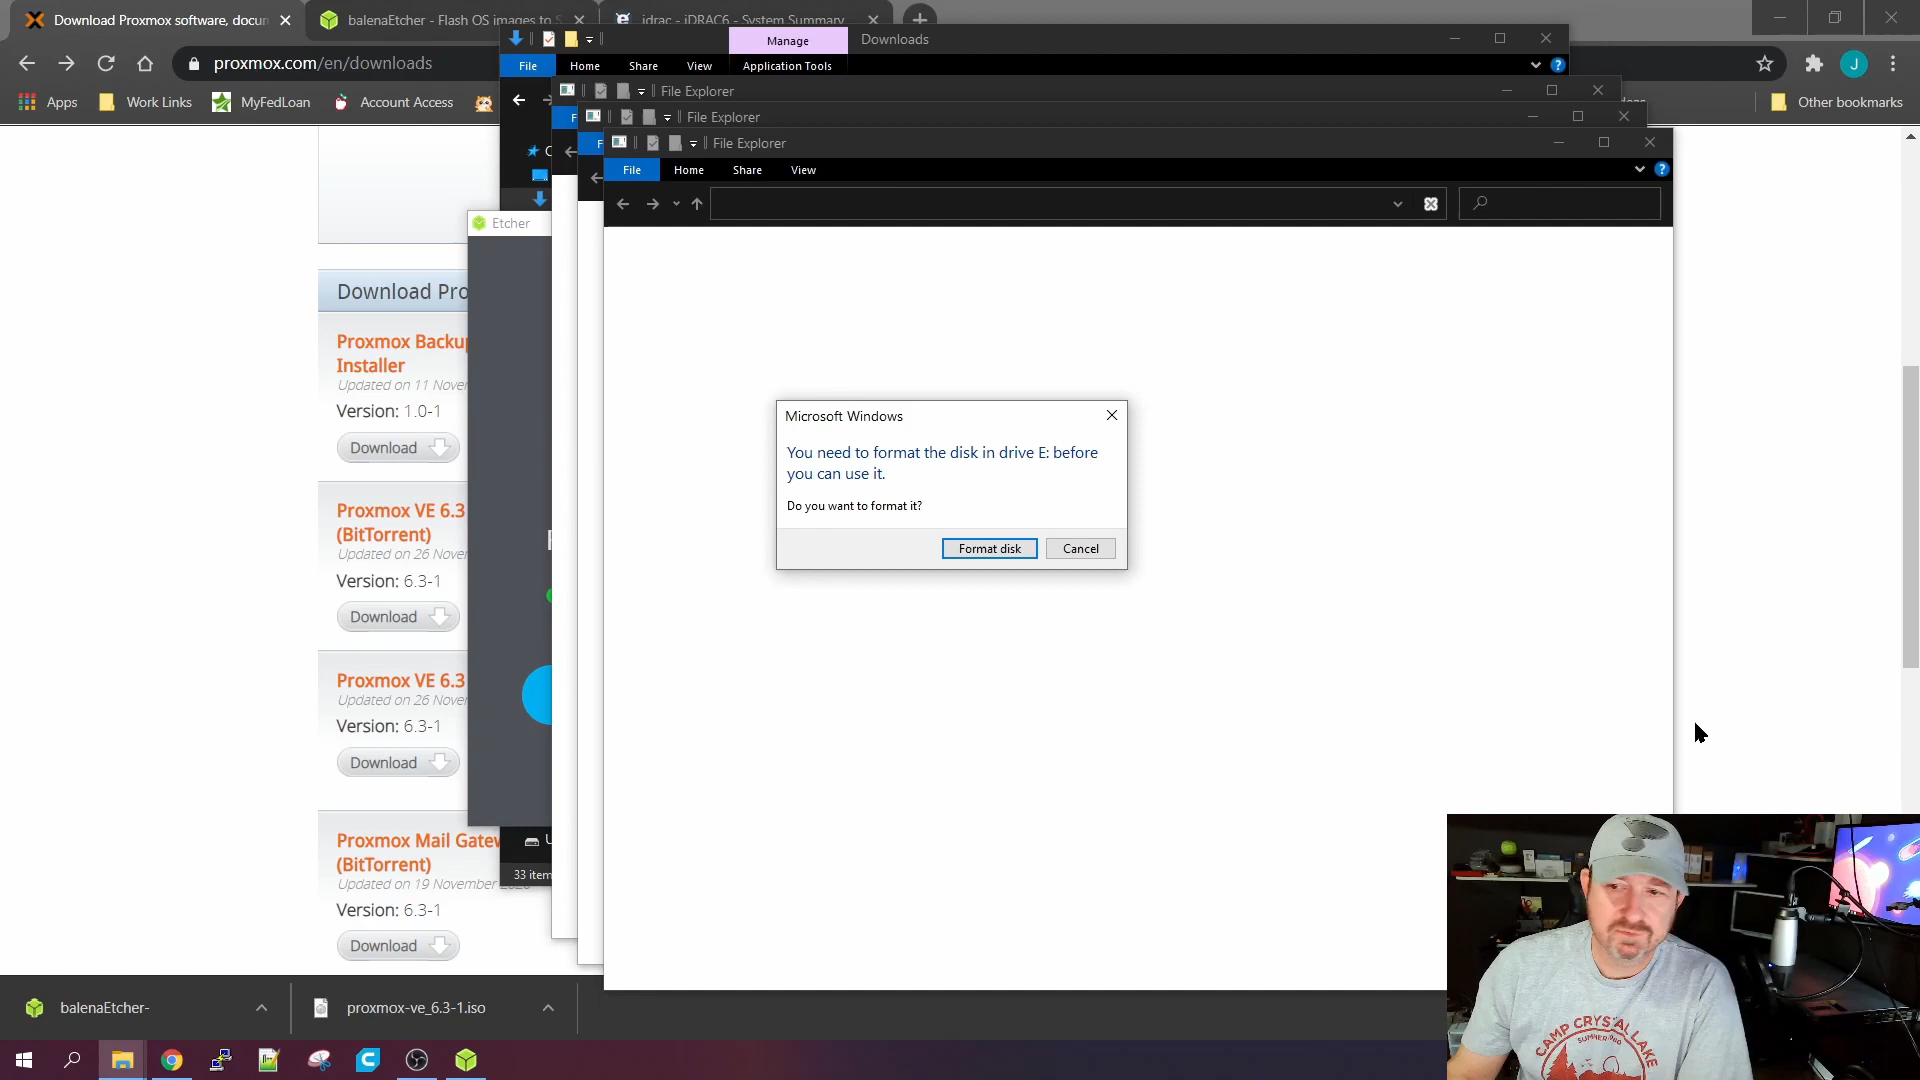 Download Proxmox software, docun
balenaEtcher - Flash OS images to S
idrac - iDRAC6 - System Summary
proxmox.com/en/downloads
Apps
Work Links
MyFedLoan
Account Access
Other bookmarks
Manage
Downloads
File
Home
Share
View
Application Tools
File Explorer
File Explorer
File Explorer
File
Home
Share
View
Etcher
Download Pro
Proxmox Backup
Installer
Updated on 11 Nover
Version: 1.0-1
Download
Proxmox VE 6.3
(BitTorrent)
Updated on 26 Nover
Version: 6.3-1
Download
Proxmox VE 6.3
Updated on 26 Nover
Version: 6.3-1
Download
Proxmox Mail Gatew
(BitTorrent)
Updated on 19 November
Version: 6.3-1
Download
33 item
Microsoft Windows
You need to format the disk in drive E: before
you can use it.
Do you want to format it?
Format disk
Cancel
balenaEtcher-
proxmox-ve_6.3-1.iso
J
CAMP CRYSTAL LAKE